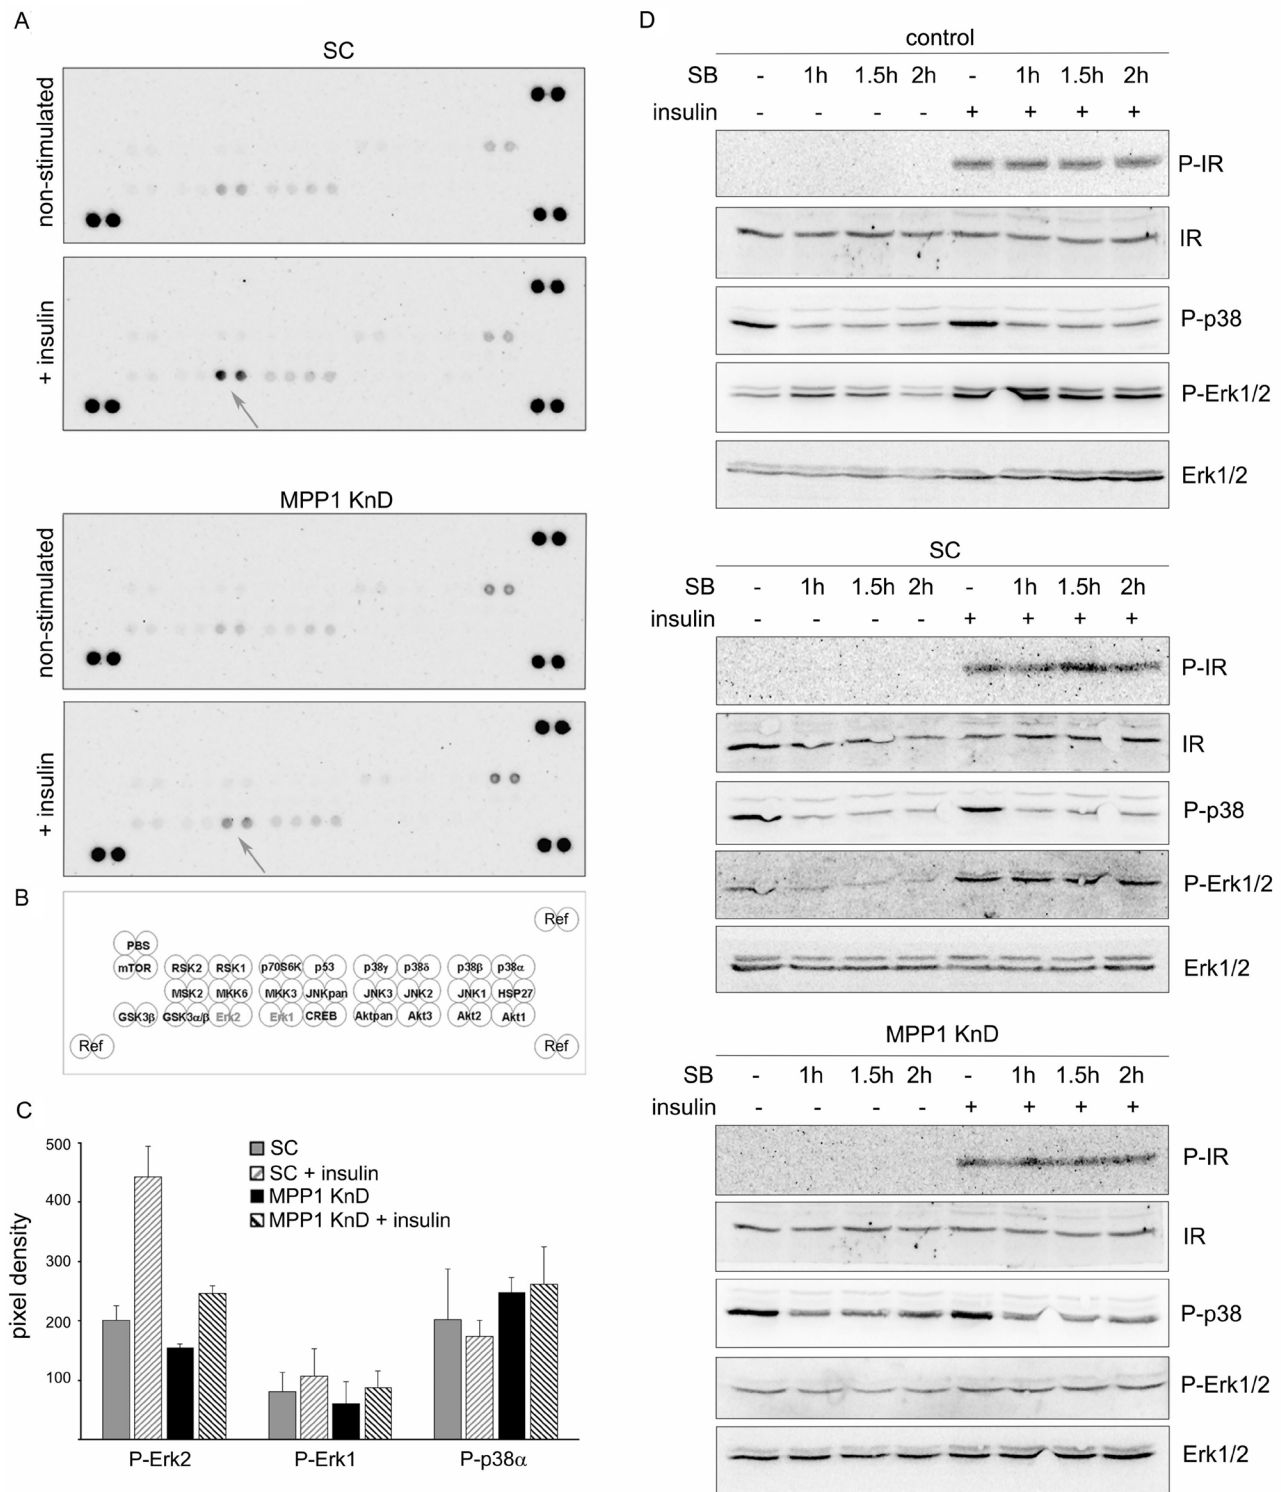 A
SC
non-stimulated
+ insulin
MPP1 KnD
non-stimulated
+ insulin
B
Ref
PBS
mTOR RSK2 RSK1 p70S6K p53 p38γ p38δ p38β p38α
MSK2 MKK6 MKK3 JNKpan JNK3 JNK2 JNK1 HSP27
GSK3β GSK3α/β Erk2 Erk1 CREB Aktpan Akt3 Akt2 Akt1
Ref Ref
C
500
400
300
200
100
pixel density
SC
SC + insulin
MPP1 KnD
MPP1 KnD + insulin
P-Erk2 P-Erk1 P-p38α
D
control
SB - 1h 1.5h 2h - 1h 1.5h 2h
insulin - - - - + + + +
P-IR
IR
P-p38
P-Erk1/2
Erk1/2
SC
SB - 1h 1.5h 2h - 1h 1.5h 2h
insulin - - - - + + + +
P-IR
IR
P-p38
P-Erk1/2
Erk1/2
MPP1 KnD
SB - 1h 1.5h 2h - 1h 1.5h 2h
insulin - - - - + + + +
P-IR
IR
P-p38
P-Erk1/2
Erk1/2